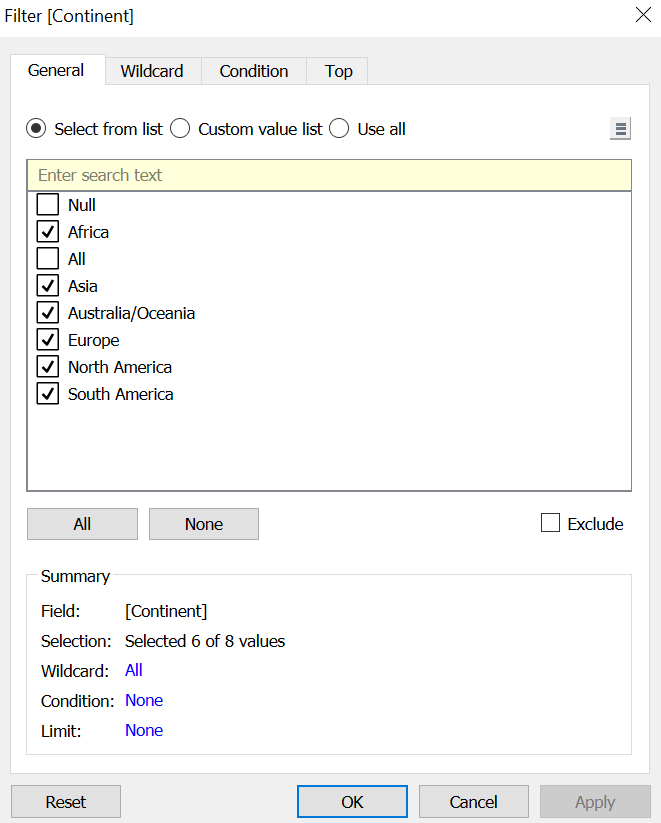 Filter [Continent]
General Wildcard Condition Top
Select from list Custom value list Use all
Enter search text
Null
Africa
All
Asia
Australia/Oceania
Europe
North America
South America
All None Exclude
Summary
Field: [Continent]
Selection: Selected 6 of 8 values
Wildcard: All
Condition: None
Limit: None
Reset OK Cancel Apply